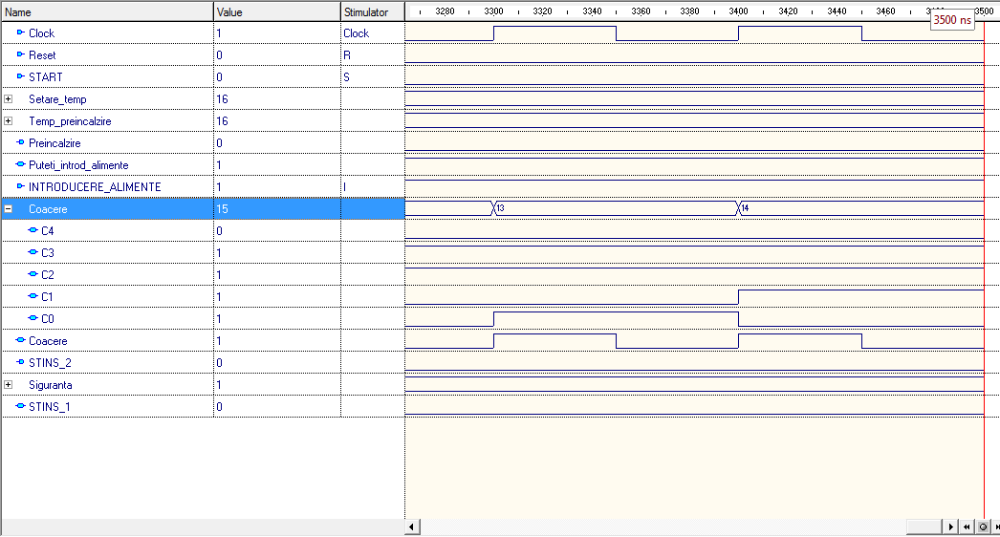 Name Value Stimulator 3280 3300 3320 3340 3360 3380 3400 3420 3440 3460 3500
3500 ns
Clock 1 Clock
Reset 0 R
START 0 S
Setare_temp 16
Temp_preincalzire 16
Preincalzire 0
Puteti_introd_alimente 1
INTRODUCERE_ALIMENTE 1 I
Coacere 15 13 14
C4 0
C3 1
C2 1
C1 1
C0 1
Coacere 1
STINS_2 0
Siguranta 1
STINS_1 0